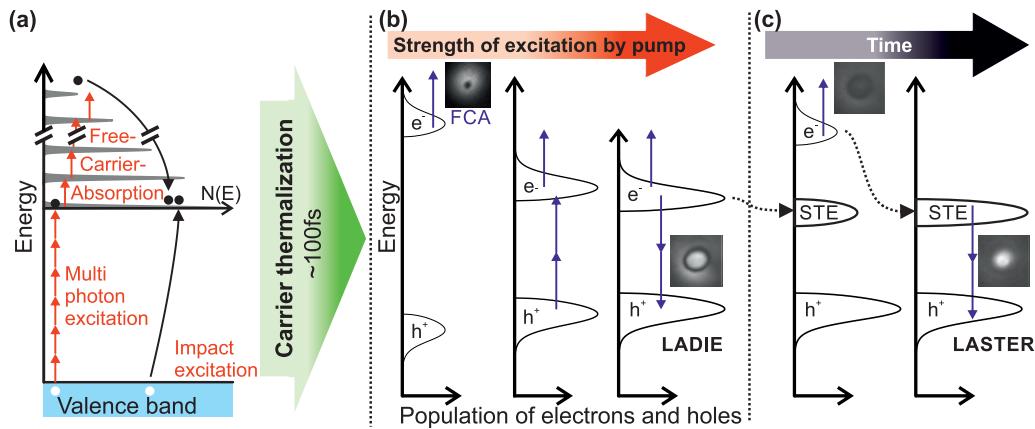 (a)
Energy
Free-
Carrier-
Absorption
N(E)
Multi
photon
excitation
Impact
excitation
Valence band
Carrier thermalization
~100fs
(b)
Strength of excitation by pump
Energy
e-
FCA
h+
e-
h+
e-
h+
LADIE
Population of electrons and holes
(c)
Time
e-
STE
h+
STE
h+
LASTER